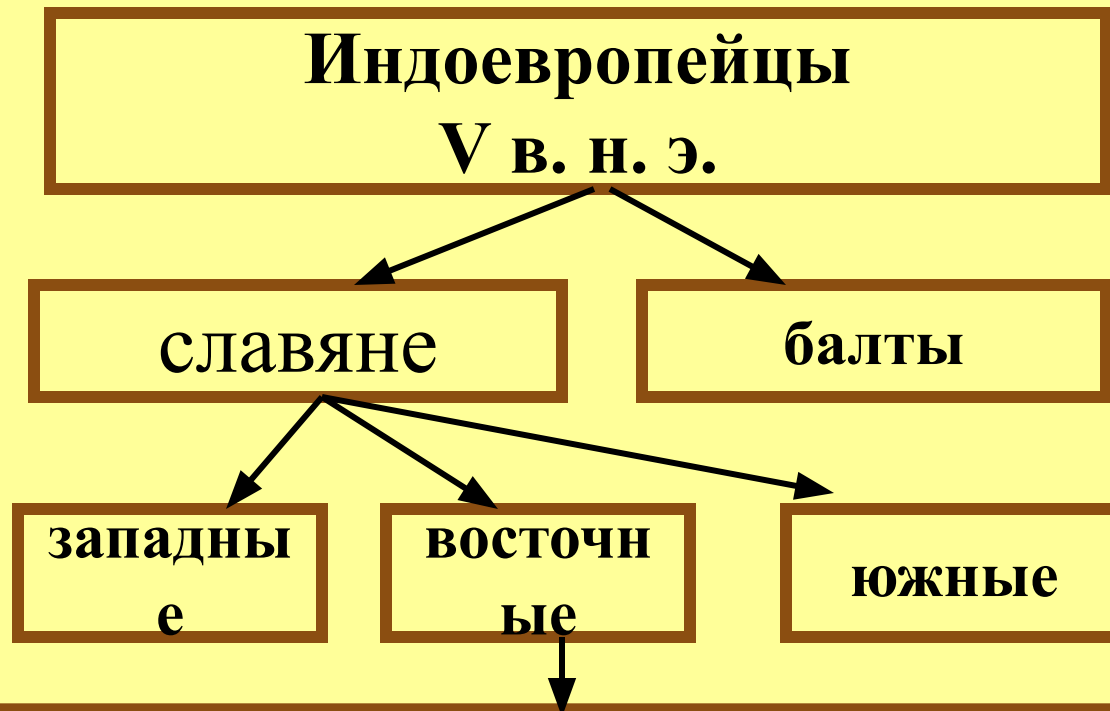 Индоевропейцы
V в. н. э.
славяне
балты
западны
е
восточн
ые
южные